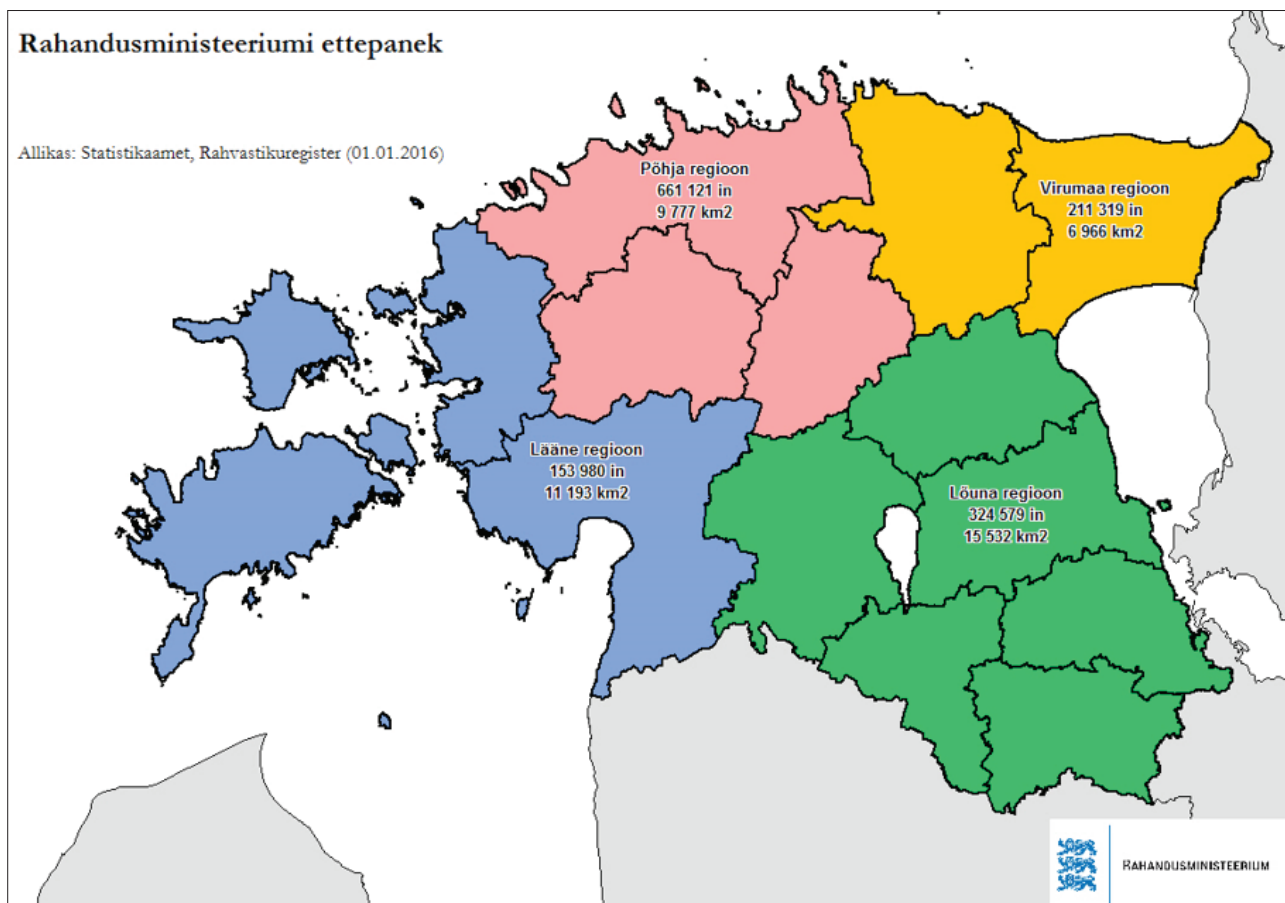 Rahandusministeeriumi ettepanek
Allikas: Statistikaamet, Rahvastikuregister (01.01.2016)
Põhja regioon
661 121 in
9 777 km2
Virumaa regioon
211 319 in
6 966 km2
Lääne regioon
153 980 in
11 193 km2
Lõuna regioon
324 579 in
15 532 km2
RAHANDUSMINISTEERIUM